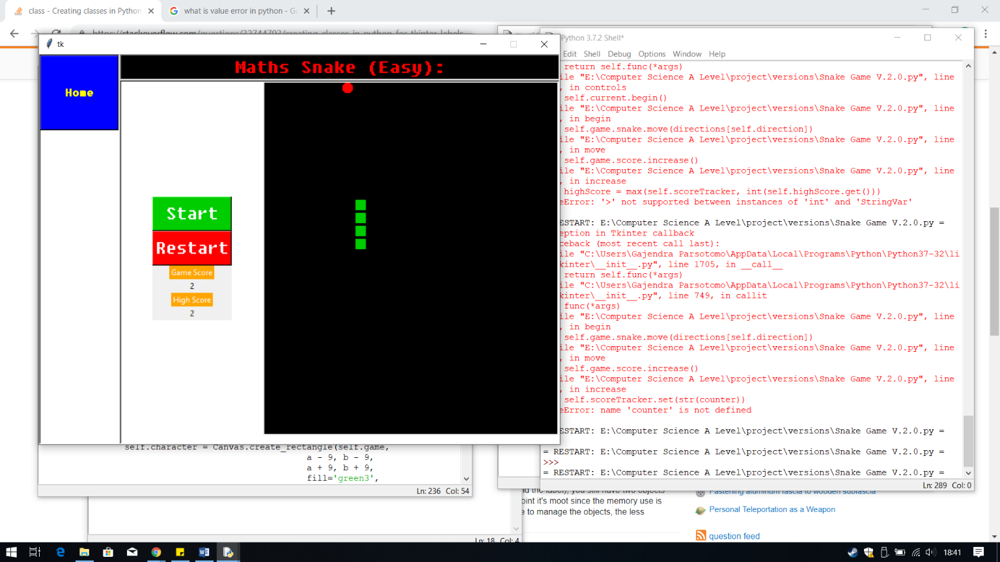 class - Creating classes in Python
what is value error in python - Go
https://stackoverflow.com/questions/32744793/creating-classes-in-python-for-tkinter-labels
tk
Home
Maths Snake (Easy):
Start
Restart
Game Score
2
High Score
2
Python 3.7.2 Shell*
Edit Shell Debug Options Window Help
return self.func(*args)
ile "E:\Computer Science A Level\project\versions\Snake Game V.2.0.py", line
, in controls
self.current.begin()
ile "E:\Computer Science A Level\project\versions\Snake Game V.2.0.py", line
, in begin
self.game.snake.move(directions[self.direction])
ile "E:\Computer Science A Level\project\versions\Snake Game V.2.0.py", line
, in move
self.game.score.increase()
ile "E:\Computer Science A Level\project\versions\Snake Game V.2.0.py", line
, in increase
highScore = max(self.scoreTracker, int(self.highScore.get()))
eError: '>' not supported between instances of 'int' and 'StringVar'
ESTART: E:\Computer Science A Level\project\versions\Snake Game V.2.0.py =
eption in Tkinter callback
ceback (most recent call last):
ile "C:\Users\Gajendra Parsotomo\AppData\Local\Programs\Python\Python37-32\li
kinter\__init__.py", line 1705, in __call__
return self.func(*args)
ile "C:\Users\Gajendra Parsotomo\AppData\Local\Programs\Python\Python37-32\li
kinter\__init__.py", line 749, in callit
func(*args)
ile "E:\Computer Science A Level\project\versions\Snake Game V.2.0.py", line
, in begin
self.game.snake.move(directions[self.direction])
ile "E:\Computer Science A Level\project\versions\Snake Game V.2.0.py", line
, in move
self.game.score.increase()
ile "E:\Computer Science A Level\project\versions\Snake Game V.2.0.py", line
, in increase
self.scoreTracker.set(str(counter))
eError: name 'counter' is not defined
ESTART: E:\Computer Science A Level\project\versions\Snake Game V.2.0.py =
= RESTART: E:\Computer Science A Level\project\versions\Snake Game V.2.0.py =
>>>
= RESTART: E:\Computer Science A Level\project\versions\Snake Game V.2.0.py =
Ln: 289 Col: 0
self.character = Canvas.create_rectangle(self.game,
a - 9, b - 9,
a + 9, b + 9,
fill='green3',
Ln: 236 Col: 54
nd the label), you still have two objects
oint it's moot since the memory use is
e to manage the objects, the less
Fastening aluminum fascia to wooden subfascia
Personal Teleportation as a Weapon
question feed
Ln: 18 Col: 4
18:41